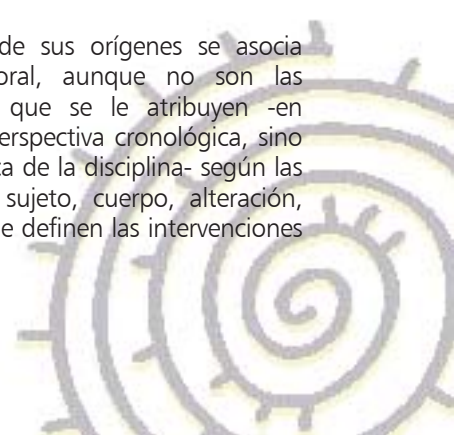 de sus orígenes se asocia
oral, aunque no son las
que se le atribuyen -en
erspectiva cronológica, sino
ca de la disciplina- según las
sujeto, cuerpo, alteración,
e definen las intervenciones